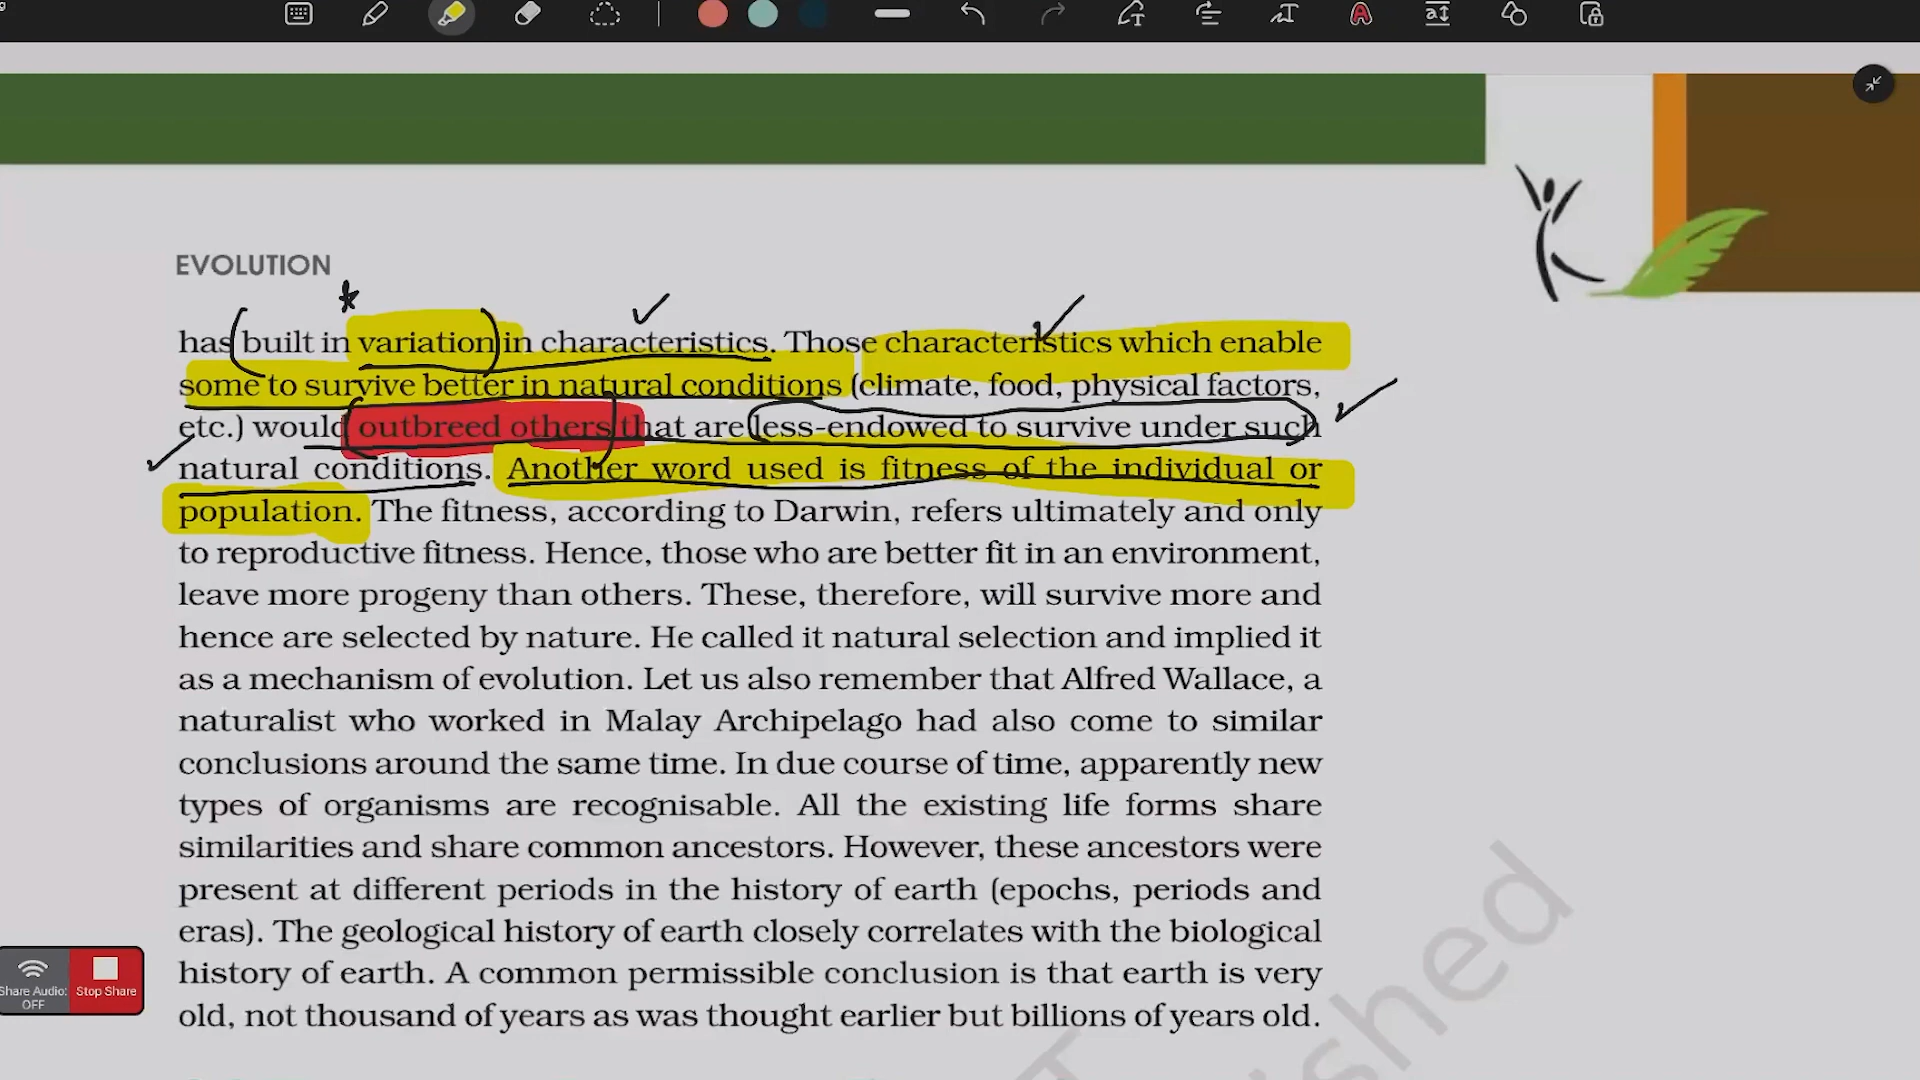 EVOLUTION
has built in variation in characteristics. Those characteristics which enable
some to survive better in natural conditions (climate, food, physical factors,
etc.) would outbreed others that are less-endowed to survive under such
natural conditions. Another word used is fitness of the individual or
population. The fitness, according to Darwin, refers ultimately and only
to reproductive fitness. Hence, those who are better fit in an environment,
leave more progeny than others. These, therefore, will survive more and
hence are selected by nature. He called it natural selection and implied it
as a mechanism of evolution. Let us also remember that Alfred Wallace, a
naturalist who worked in Malay Archipelago had also come to similar
conclusions around the same time. In due course of time, apparently new
types of organisms are recognisable. All the existing life forms share
similarities and share common ancestors. However, these ancestors were
present at different periods in the history of earth (epochs, periods and
eras). The geological history of earth closely correlates with the biological
history of earth. A common permissible conclusion is that earth is very
old, not thousand of years as was thought earlier but billions of years old.
Share Audio:
OFF
Stop Share